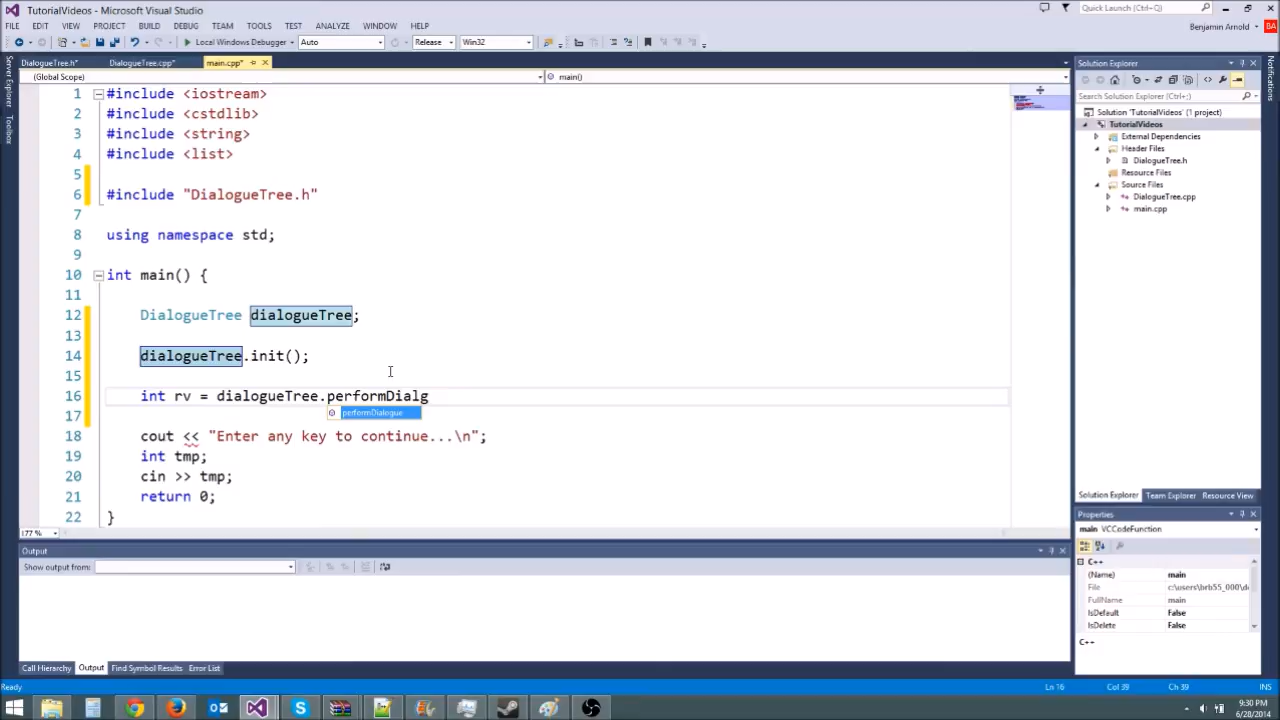 TutorialVideos - Microsoft Visual Studio
Quick Launch (Ctrl+;)
FILE EDIT VIEW PROJECT BUILD DEBUG TEAM TOOLS TEST ANALYZE WINDOW HELP
Benjamin Arnold BA
Local Windows Debugger Auto Release Win32
DialogueTree.h* DialogueTree.cpp* main.cpp*
(Global Scope) main()
Server Explorer
Toolbox
1 #include <iostream>
2 #include <cstdlib>
3 #include <string>
4 #include <list>
5
6 #include "DialogueTree.h"
7
8 using namespace std;
9
10 int main() {
11
12 DialogueTree dialogueTree;
13
14 dialogueTree.init();
15
16 int rv = dialogueTree.performDialg
performDialogue
17
18 cout << "Enter any key to continue...\n";
19 int tmp;
20 cin >> tmp;
21 return 0;
22 }
177 %
Output
Show output from:
Call Hierarchy Output Find Symbol Results Error List
Solution Explorer
Search Solution Explorer (Ctrl+;)
Solution 'TutorialVideos' (1 project)
TutorialVideos
External Dependencies
Header Files
DialogueTree.h
Resource Files
Source Files
DialogueTree.cpp
main.cpp
Solution Explorer Team Explorer Resource View
Properties
main VCCodeFunction
C++
(Name) main
File c:\users\brb55_000\de
FullName main
IsDefault False
IsDelete False
C++
Notifications
Ready Ln 16 Col 39 Ch 39 INS
9:30 PM
6/28/2014